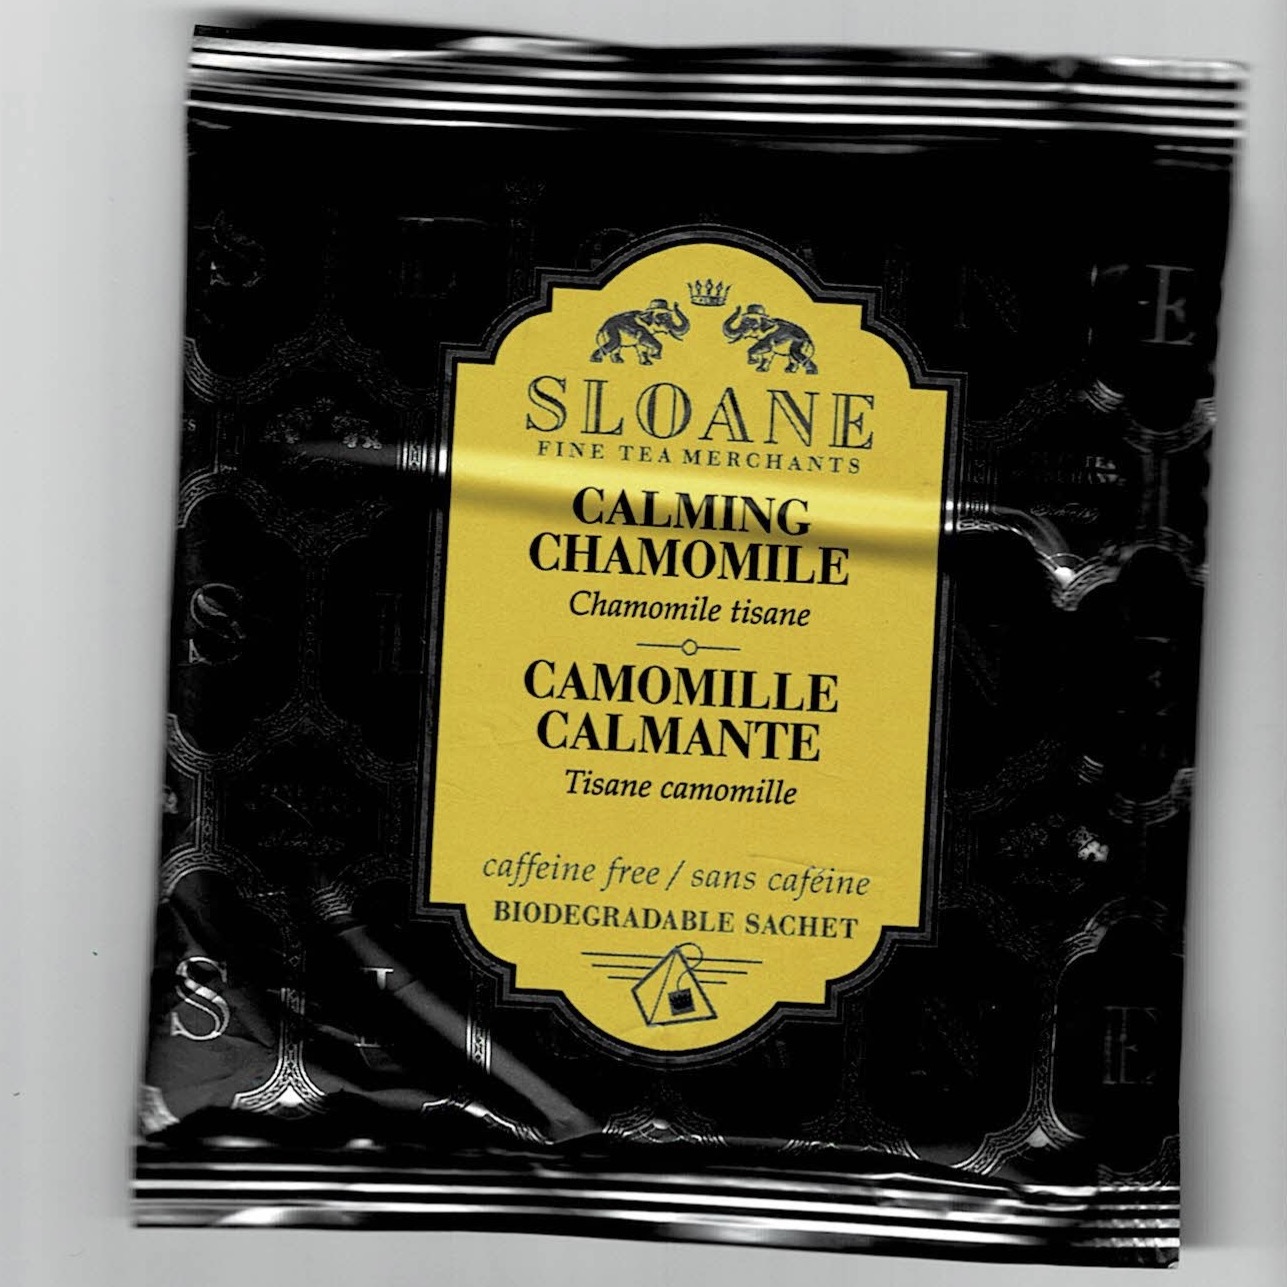 SLOANE
FINE TEA MERCHANTS
CALMING
CHAMOMILE
Chamomile tisane
CAMOMILLE
CALMANTE
Tisane camomille
caffeine free / sans caféine
BIODEGRADABLE SACHET